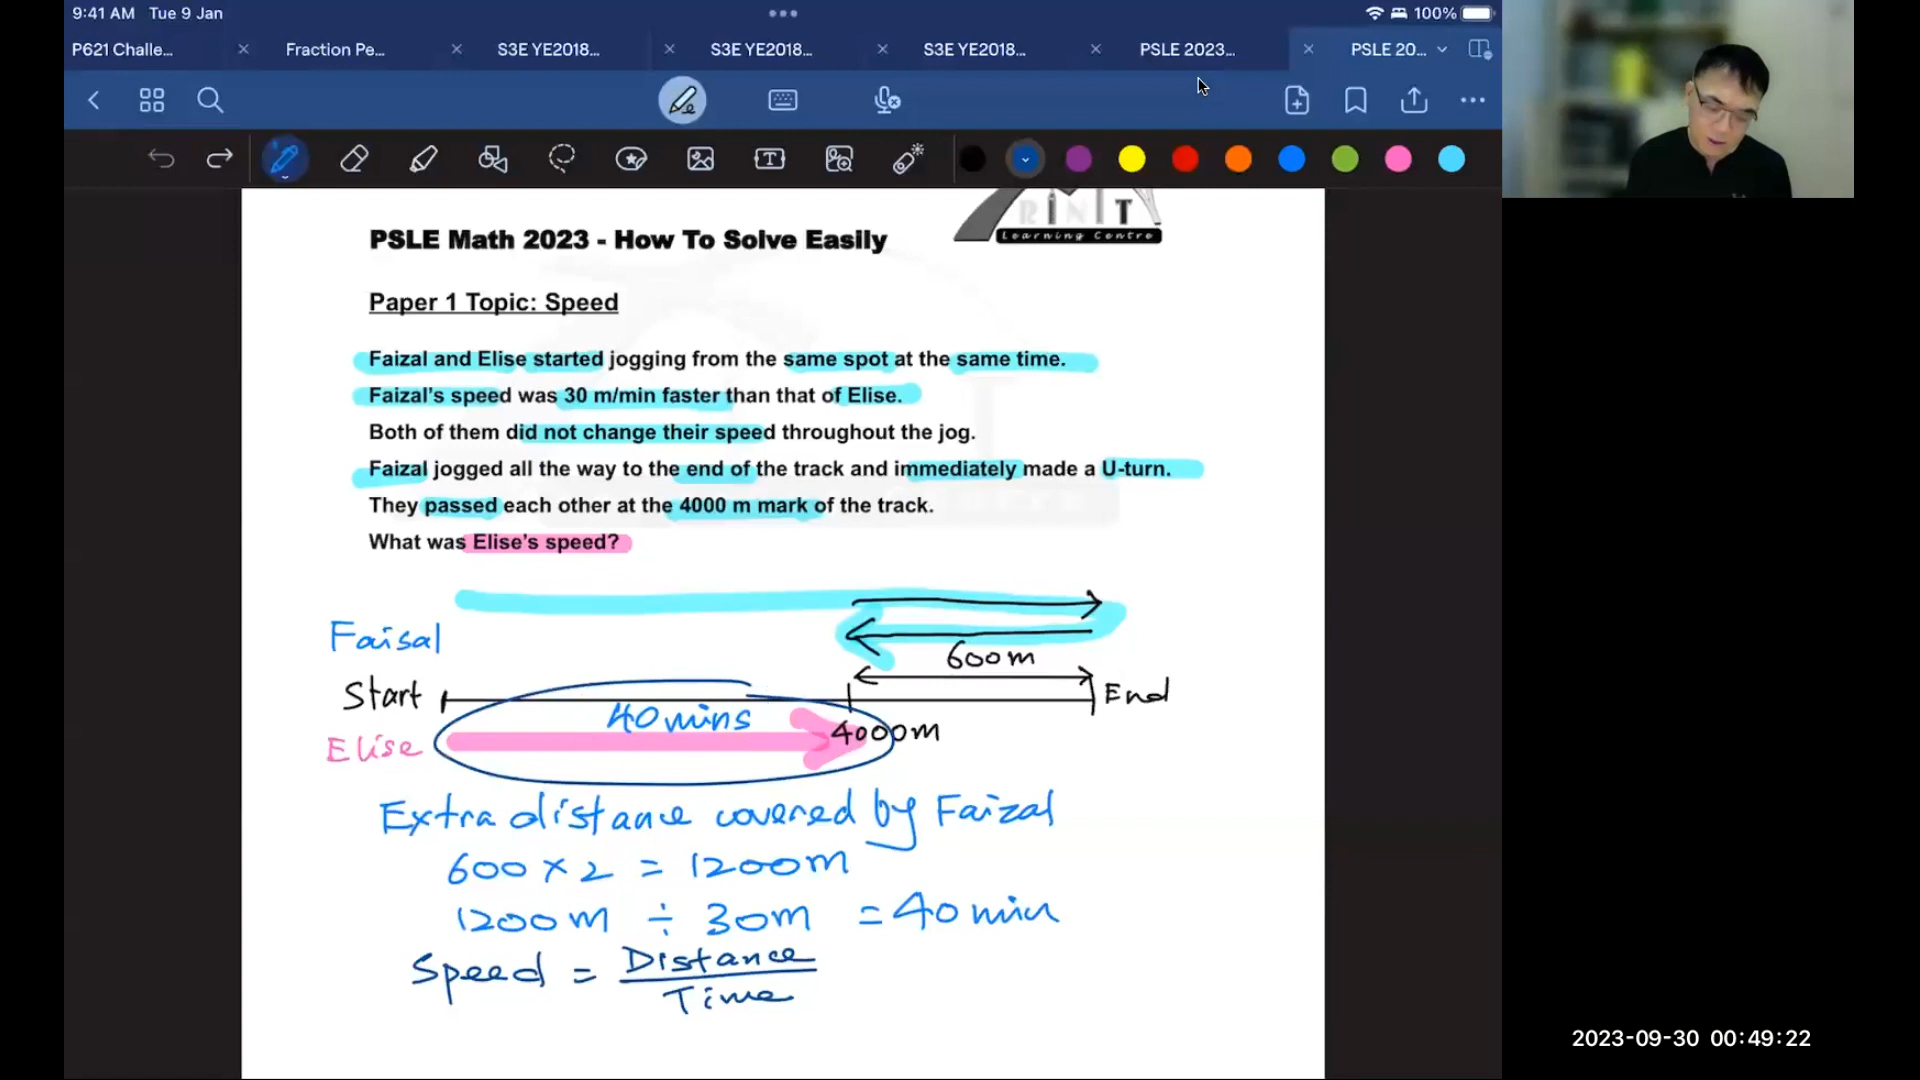 9:41 AM Tue 9 Jan
100%
P621 Challe...
Fraction Pe...
S3E YE2018...
S3E YE2018...
S3E YE2018...
PSLE 2023...
PSLE 20...
RINIT
Learning Centre
PSLE Math 2023 - How To Solve Easily
Paper 1 Topic: Speed
Faizal and Elise started jogging from the same spot at the same time.
Faizal's speed was 30 m/min faster than that of Elise.
Both of them did not change their speed throughout the jog.
Faizal jogged all the way to the end of the track and immediately made a U-turn.
They passed each other at the 4000 m mark of the track.
What was Elise's speed?
Faisal
600m
Start
End
40mins
4000m
Elise
Extra distance covered by Faizal
600 × 2 = 1200m
1200m ÷ 30m = 40 min
Speed = Distance
Time
2023-09-30 00:49:22